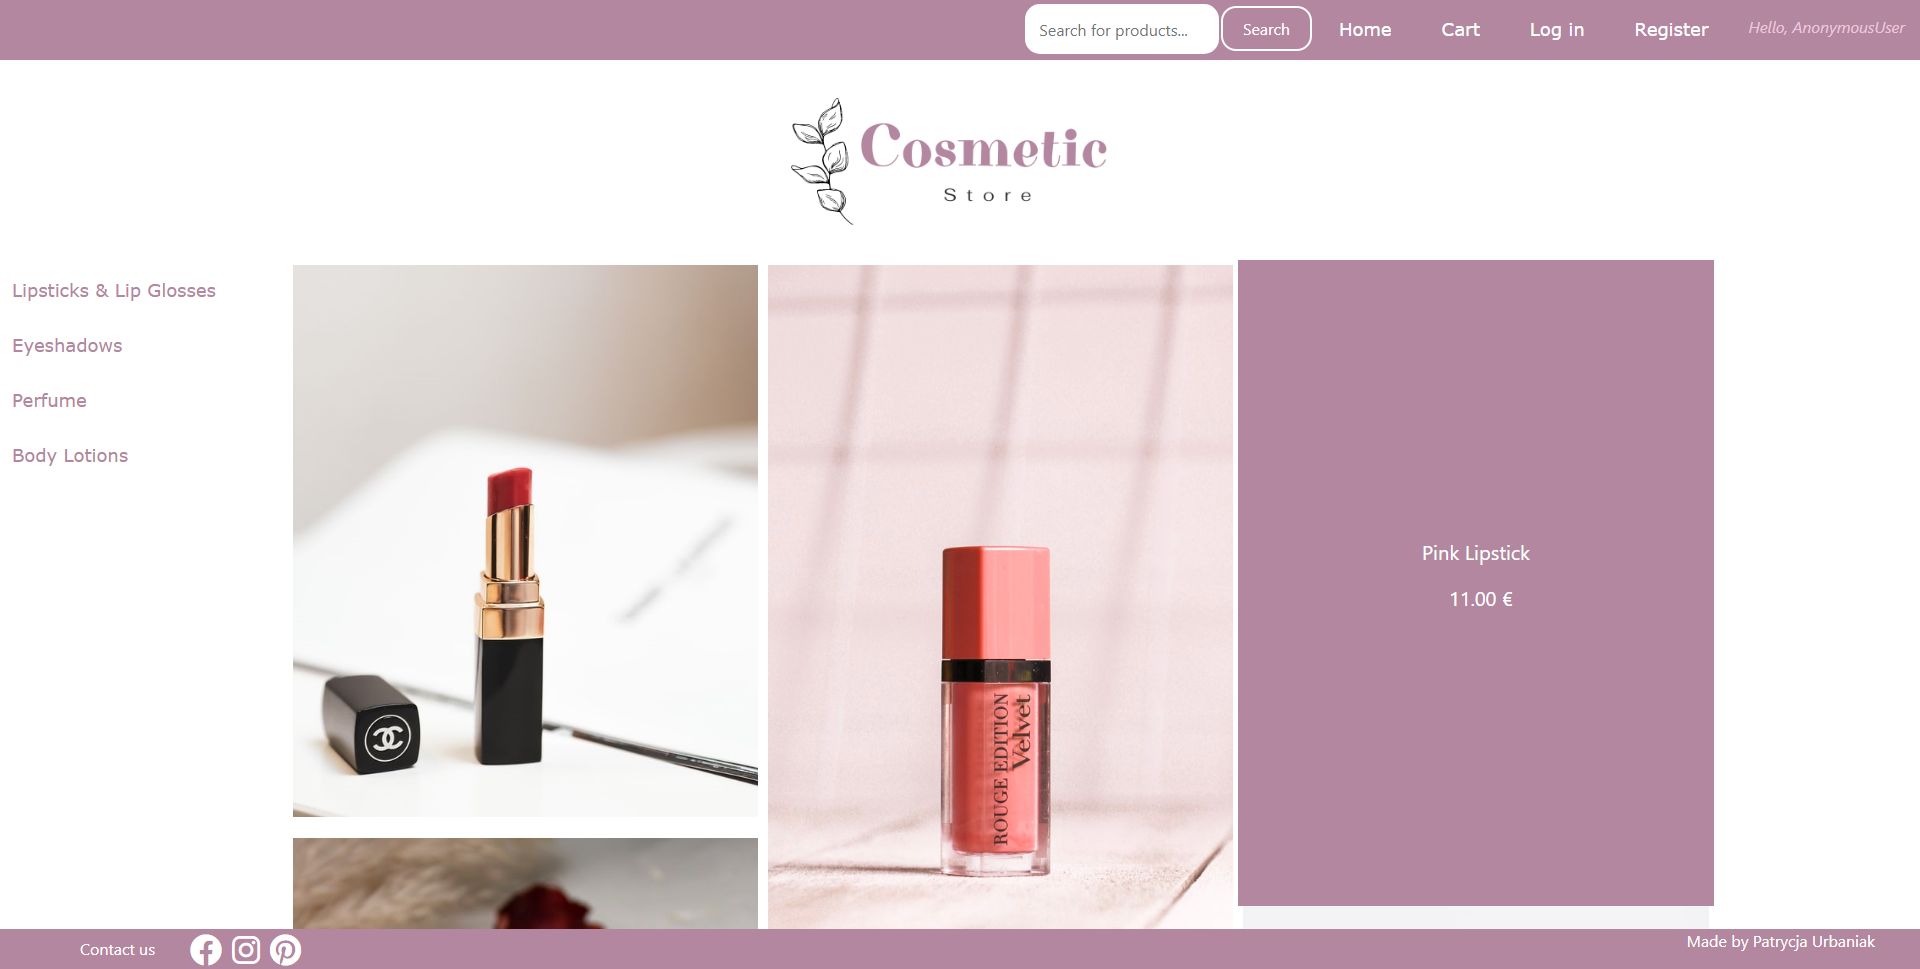 Search for products...
Search
Home
Cart
Log in
Register
Hello, AnonymousUser
Cosmetic
Store
Lipsticks & Lip Glosses
Eyeshadows
Perfume
Body Lotions
ROUGE EDITION
Velvet
Pink Lipstick
11.00 €
Contact us
Made by Patrycja Urbaniak